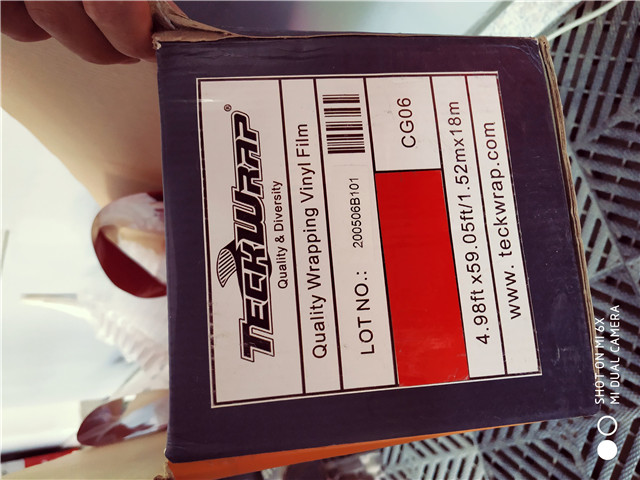 TECKWRAP®
Quality & Diversity
Quality Wrapping Vinyl Film
LOT NO.: 200506B101
CG06
4.98ft x59.05ft/1.52mx18m
www. teckwrap.com
SHOT ON MI 6X
MI DUAL CAMERA